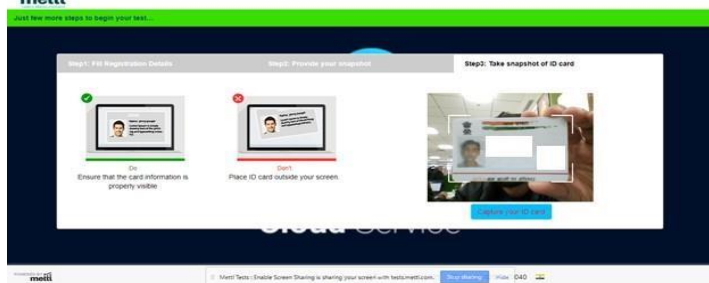 mettl
Just few more steps to begin your test...
Step1: Fill Registration Details
Step2: Provide your snapshot
Step3: Take snapshot of ID card
Do
Ensure that the card information is
properly visible
Don't
Place ID card outside your screen.
Capture your ID card
Cloud Service
POWERED BY
mettl
Mettl Tests : Enable Screen Sharing is sharing your screen with tests.mettl.com.
Stop sharing
Hide
040